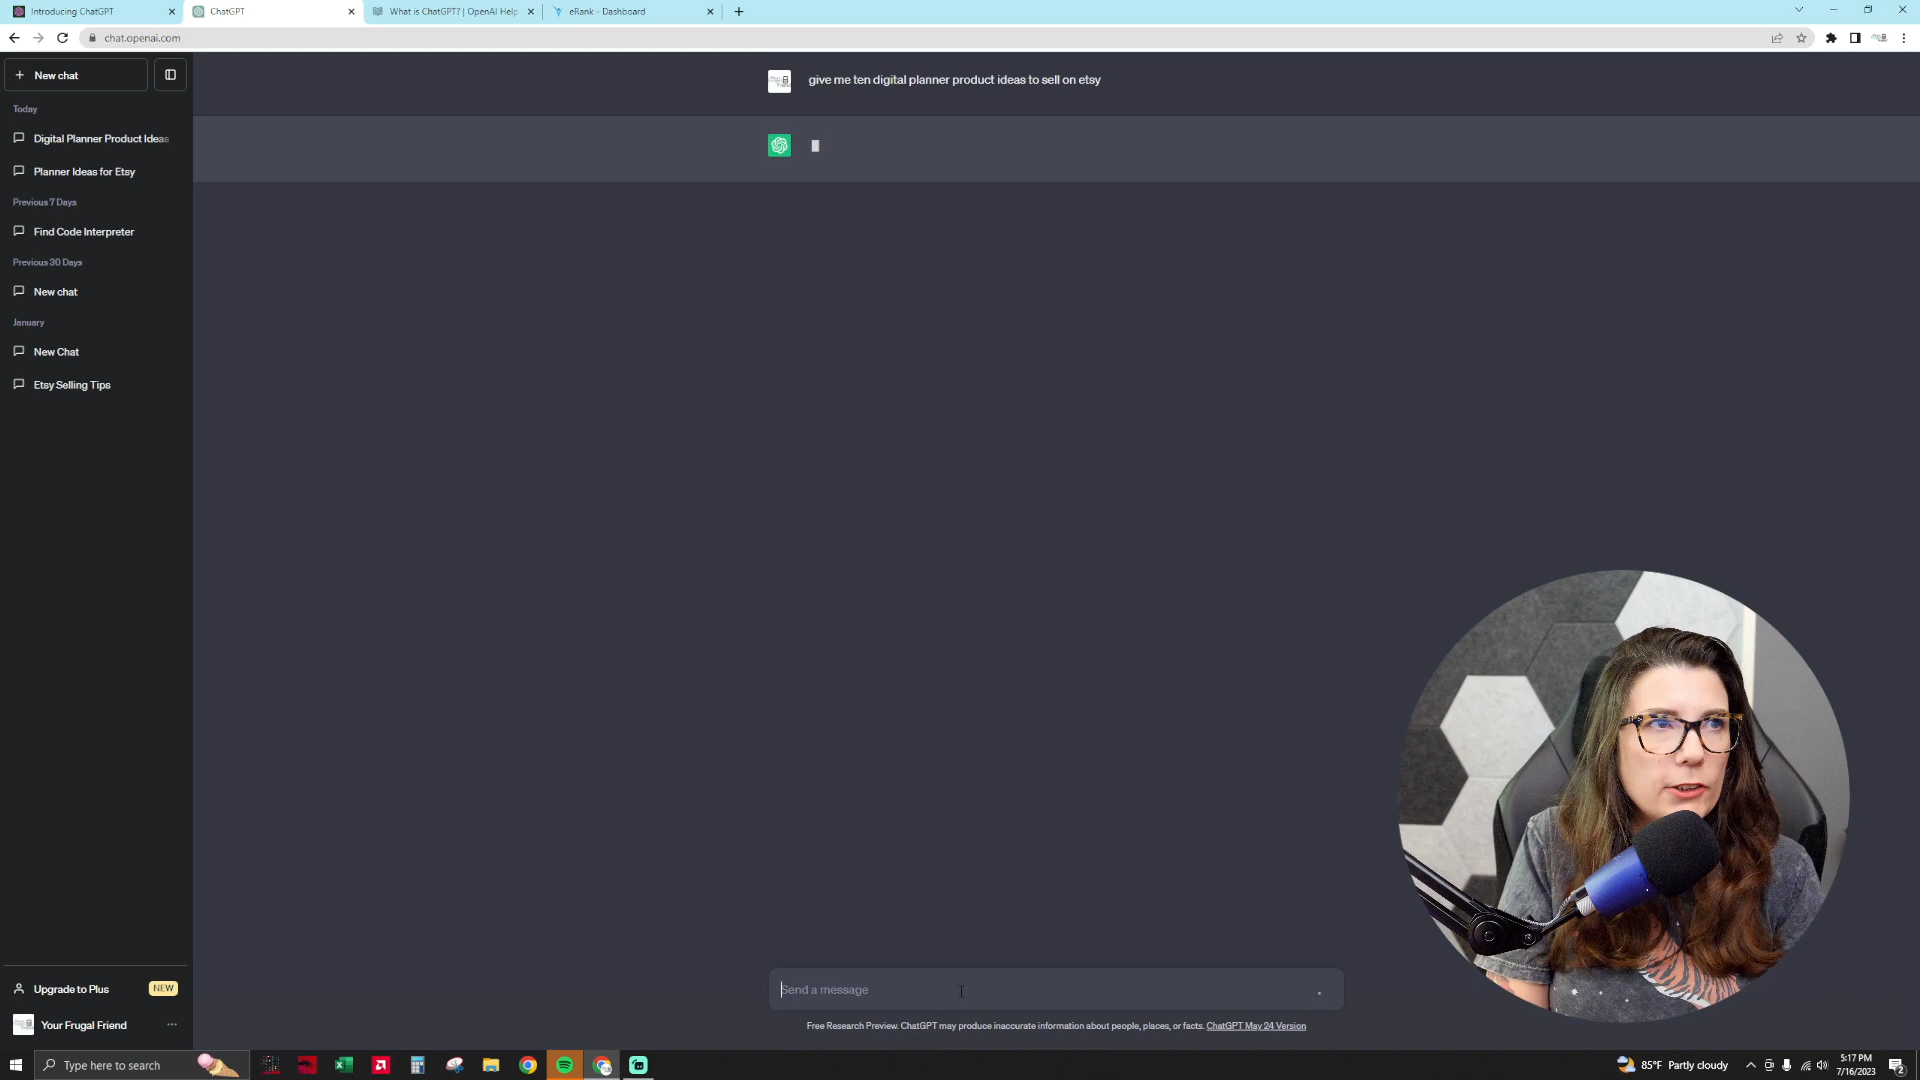 Introducing ChatGPT
ChatGPT
What is ChatGPT? | OpenAI Help
eRank - Dashboard
chat.openai.com
New chat
give me ten digital planner product ideas to sell on etsy
Today
Digital Planner Product Ideas
Planner Ideas for Etsy
Previous 7 Days
Find Code Interpreter
Previous 30 Days
New chat
January
New Chat
Etsy Selling Tips
Upgrade to Plus
NEW
Your Frugal Friend
Send a message
Free Research Preview. ChatGPT may produce inaccurate information about people, places, or facts. ChatGPT May 24 Version
Type here to search
85°F Partly cloudy
5:17 PM
7/16/2023
2